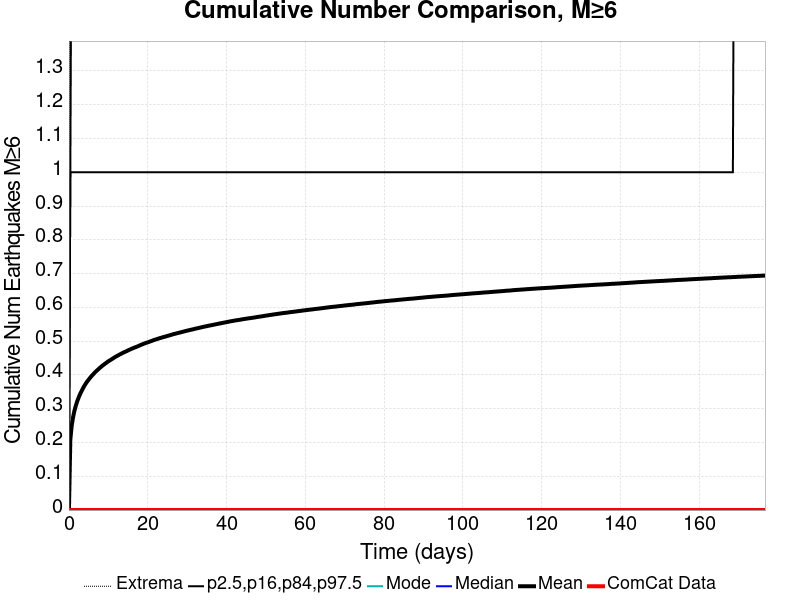 Cumulative Number Comparison, M≥6
Cumulative Num Earthquakes M≥6
1.3
1.2
1.1
1
0.9
0.8
0.7
0.6
0.5
0.4
0.3
0.2
0.1
0
0 20 40 60 80 100 120 140 160
Time (days)
Extrema p2.5,p16,p84,p97.5 Mode Median Mean ComCat Data